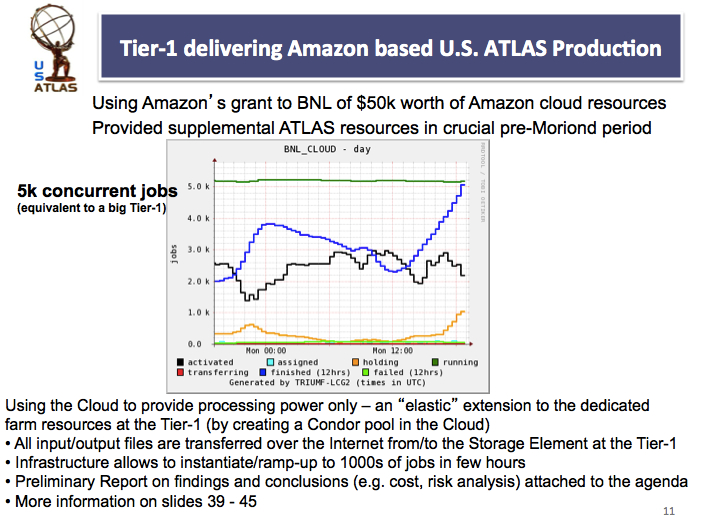 US
ATLAS
Tier-1 delivering Amazon based U.S. ATLAS Production
Using Amazon's grant to BNL of $50k worth of Amazon cloud resources
Provided supplemental ATLAS resources in crucial pre-Moriond period
BNL_CLOUD - day
RRDTOOL / TOBI OETIKER
5k concurrent jobs
(equivalent to a big Tier-1)
jobs
5.0 k
4.0 k
3.0 k
2.0 k
1.0 k
0.0
Mon 00:00 Mon 12:00
activated assigned holding running
transferring finished (12hrs) failed (12hrs)
Generated by TRIUMF-LCG2 (times in UTC)
Using the Cloud to provide processing power only – an “elastic” extension to the dedicated
farm resources at the Tier-1 (by creating a Condor pool in the Cloud)
• All input/output files are transferred over the Internet from/to the Storage Element at the Tier-1
• Infrastructure allows to instantiate/ramp-up to 1000s of jobs in few hours
• Preliminary Report on findings and conclusions (e.g. cost, risk analysis) attached to the agenda
• More information on slides 39 - 45
11